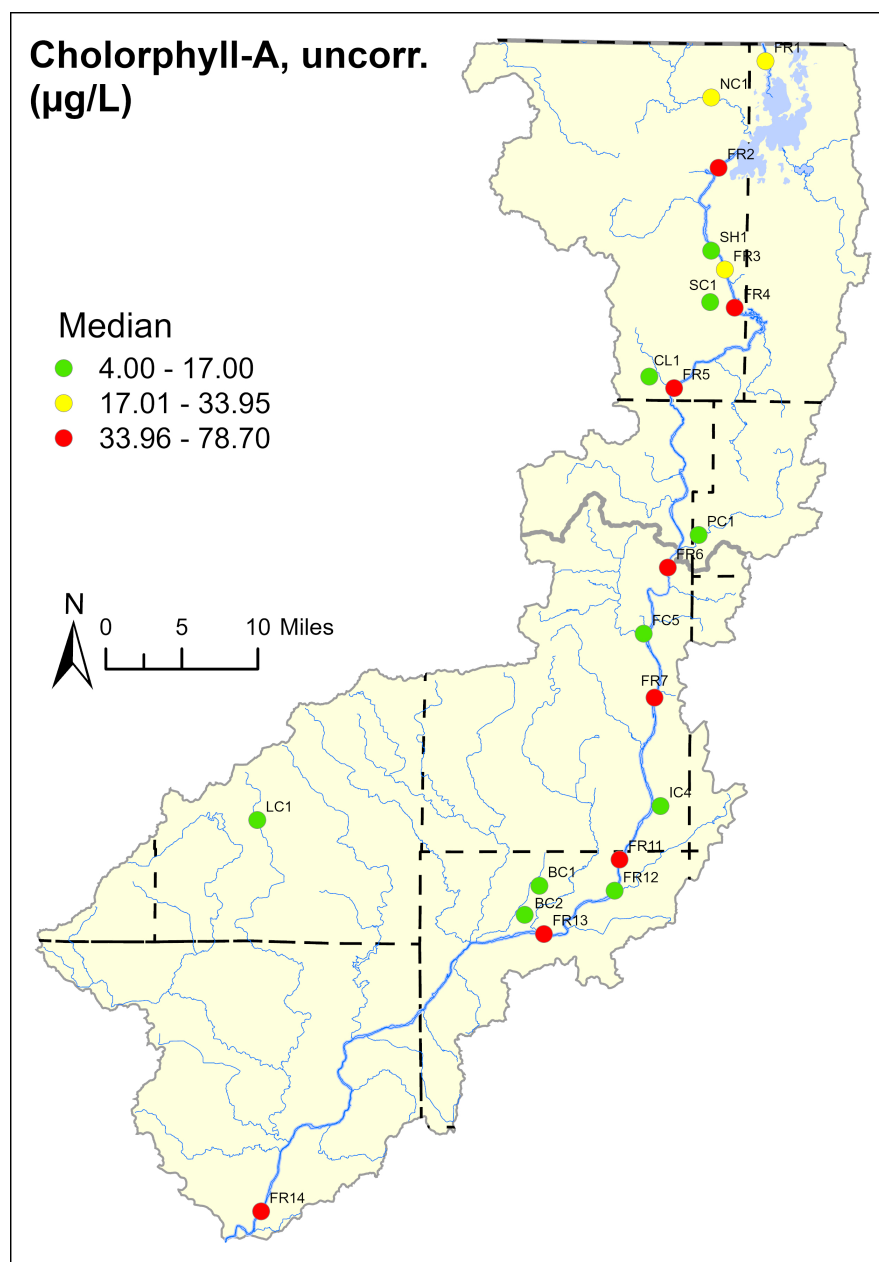 Cholorphyll-A, uncorr.
(µg/L)
FR1
NC1
FR2
SH1
FR3
SC1
FR4
Median
4.00 - 17.00
17.01 - 33.95
33.96 - 78.70
CL1
FR5
PC1
FR6
N
0 5 10 Miles
FC5
FR7
IC4
LC1
FR11
BC1
FR12
BC2
FR13
FR14